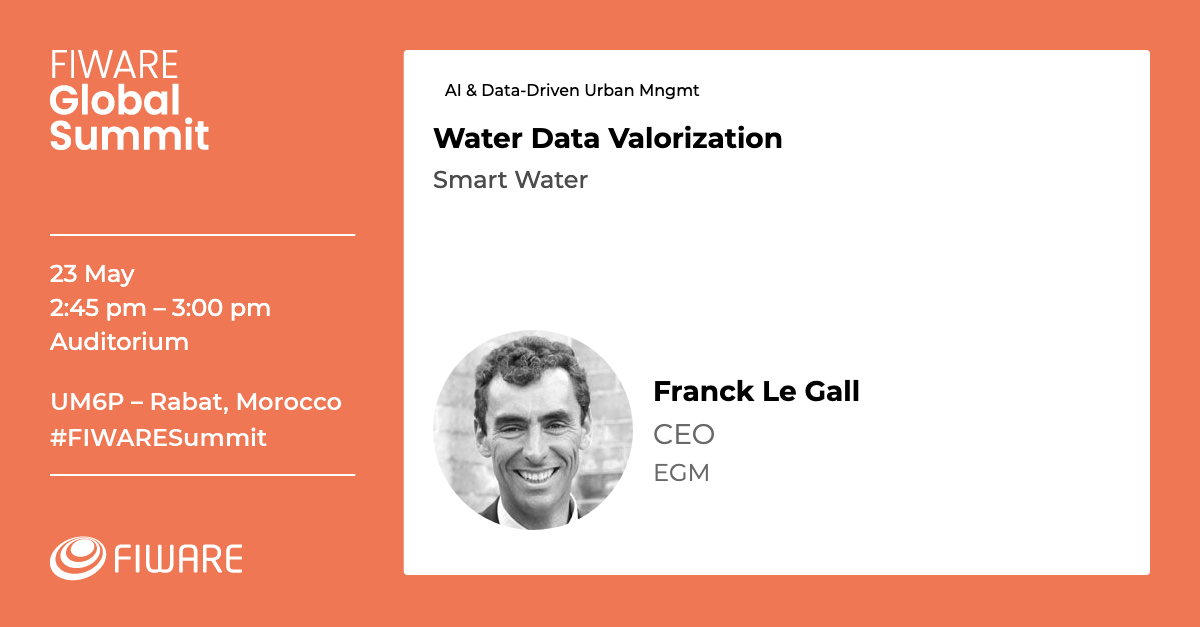 FIWARE
Global
Summit
23 May
2:45 pm – 3:00 pm
Auditorium
UM6P – Rabat, Morocco
#FIWARESummit
FIWARE
AI & Data-Driven Urban Mngmt
Water Data Valorization
Smart Water
Franck Le Gall
CEO
EGM